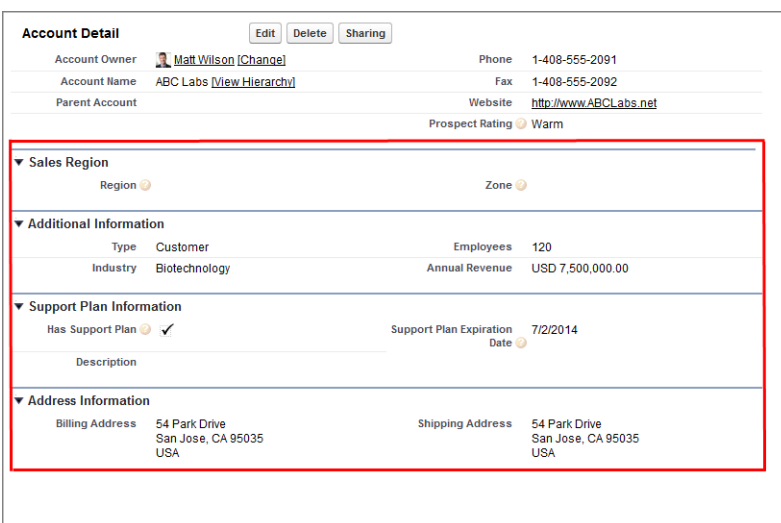 Account Detail Edit Delete Sharing
Account Owner Matt Wilson [Change] Phone 1-408-555-2091
Account Name ABC Labs [View Hierarchy] Fax 1-408-555-2092
Parent Account Website http://www.ABCLabs.net
Prospect Rating ? Warm
Sales Region
Region ? Zone ?
Additional Information
Type Customer Employees 120
Industry Biotechnology Annual Revenue USD 7,500,000.00
Support Plan Information
Has Support Plan ? ✓ Support Plan Expiration 7/2/2014
Date ?
Description
Address Information
Billing Address 54 Park Drive Shipping Address 54 Park Drive
San Jose, CA 95035 San Jose, CA 95035
USA USA